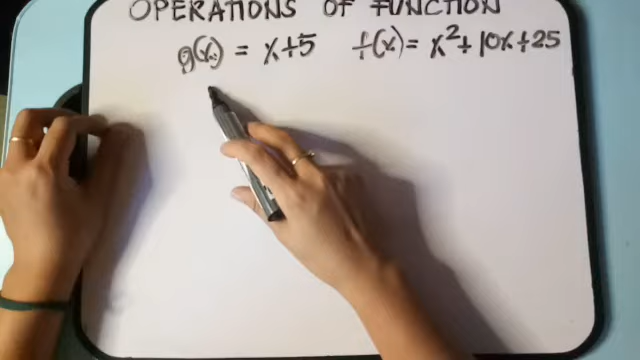 OPERATIONS OF FUNCTION
g(x) = x+5 f(x) = x²+10x+25